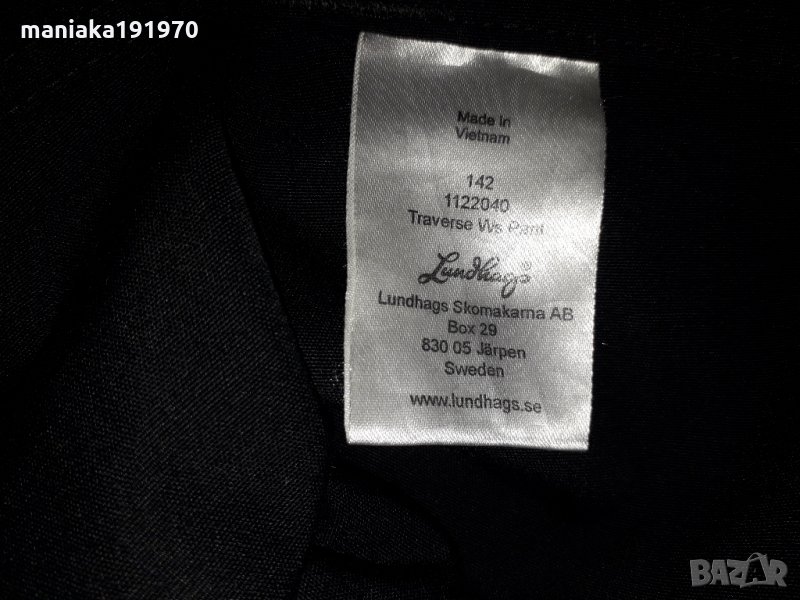 maniaka191970
Made in
Vietnam
142
1122040
Traverse Ws Pant
Lundhags®
Lundhags Skomakarna AB
Box 29
830 05 Järpen
Sweden
www.lundhags.se
BAZAR